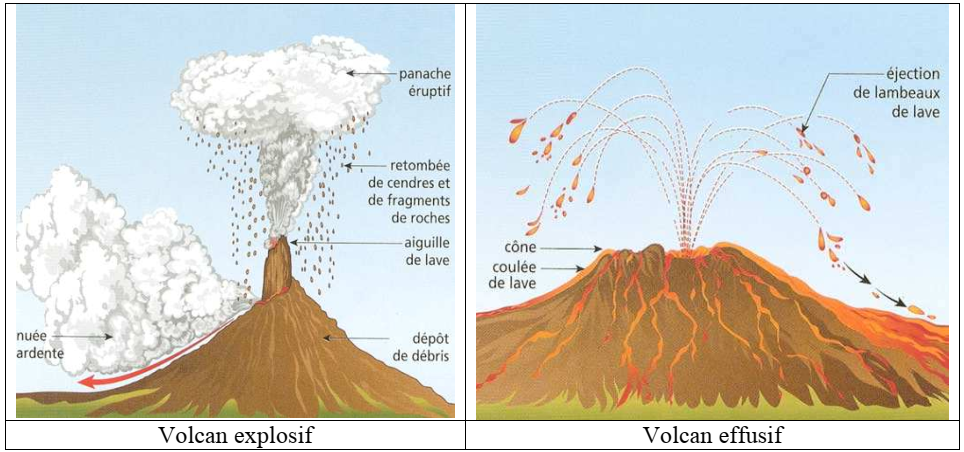 panache
éruptif
retombée
de cendres et
de fragments
de roches
aiguille
de lave
nuée
ardente
dépôt
de débris
Volcan explosif
éjection
de lambeaux
de lave
cône
coulée
de lave
Volcan effusif